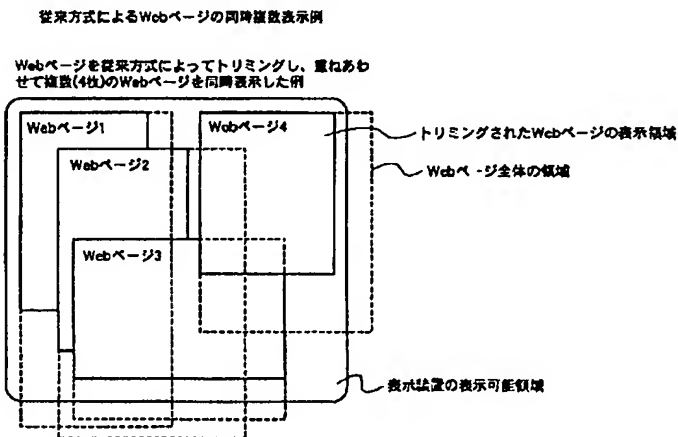 従来方式によるWebページの同時複数表示例
Webページを従来方式によってトリミングし、重ねあわ
せて複数(4枚)のWebページを同時表示した例
Webページ1
Webページ4
トリミングされたWebページの表示領域
Webページ2
Webページ全体の領域
Webページ3
表示装置の表示可能領域